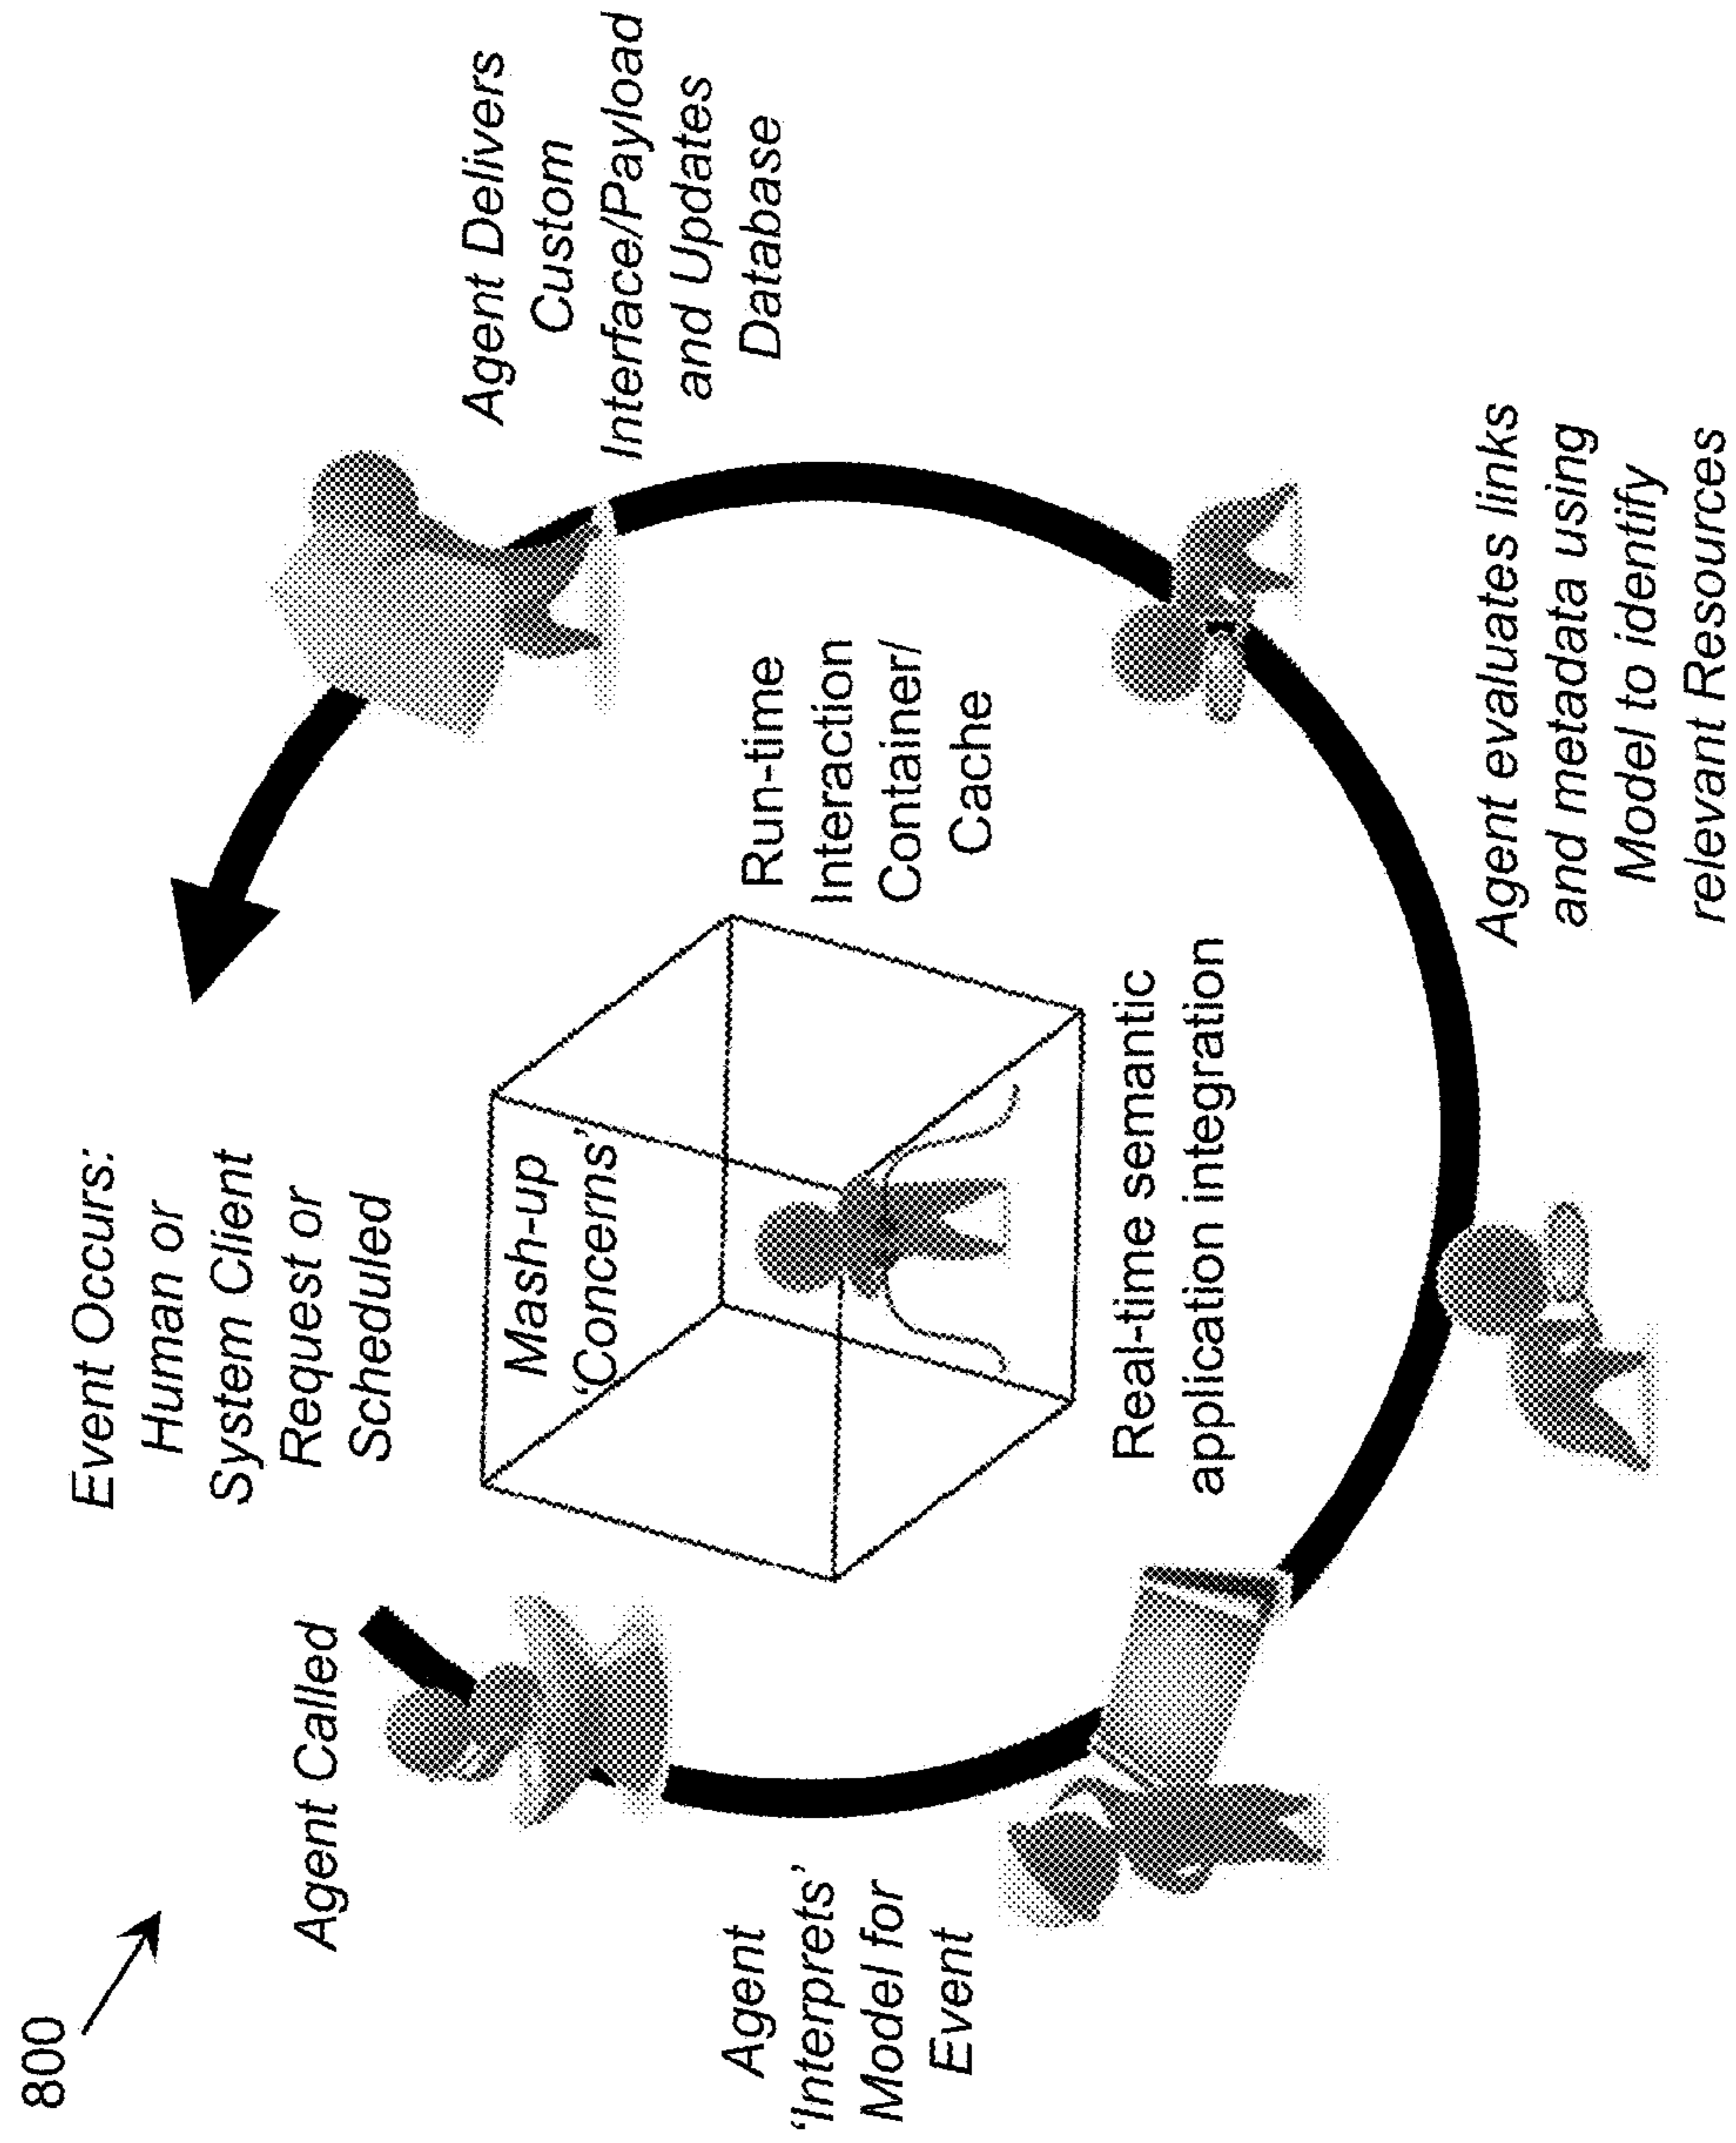 800
Event Occurs:
Human or
System Client
Request or
Scheduled
Agent Called
Agent
‘Interprets’
Model for
Event
Mash-up
‘Concerns’
Run-time
Interaction
Container/
Cache
Real-time semantic
application integration
Agent Delivers
Custom
Interface/Payload
and Updates
Database
Agent evaluates links
and metadata using
Model to identify
relevant Resources